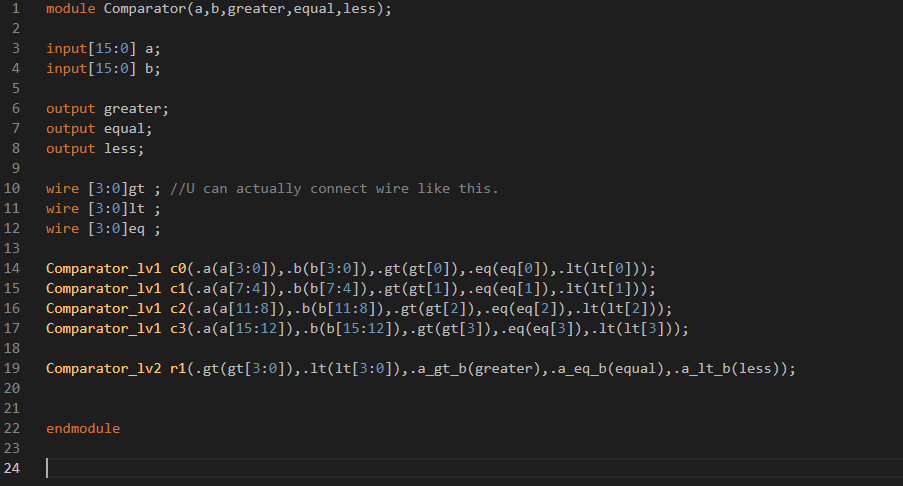 1 module Comparator(a,b,greater,equal,less);
2
3 input[15:0] a;
4 input[15:0] b;
5
6 output greater;
7 output equal;
8 output less;
9
10 wire [3:0]gt ; //U can actually connect wire like this.
11 wire [3:0]lt ;
12 wire [3:0]eq ;
13
14 Comparator_lv1 c0(.a(a[3:0]),.b(b[3:0]),.gt(gt[0]),.eq(eq[0]),.lt(lt[0]));
15 Comparator_lv1 c1(.a(a[7:4]),.b(b[7:4]),.gt(gt[1]),.eq(eq[1]),.lt(lt[1]));
16 Comparator_lv1 c2(.a(a[11:8]),.b(b[11:8]),.gt(gt[2]),.eq(eq[2]),.lt(lt[2]));
17 Comparator_lv1 c3(.a(a[15:12]),.b(b[15:12]),.gt(gt[3]),.eq(eq[3]),.lt(lt[3]));
18
19 Comparator_lv2 r1(.gt(gt[3:0]),.lt(lt[3:0]),.a_gt_b(greater),.a_eq_b(equal),.a_lt_b(less));
20
21
22 endmodule
23
24